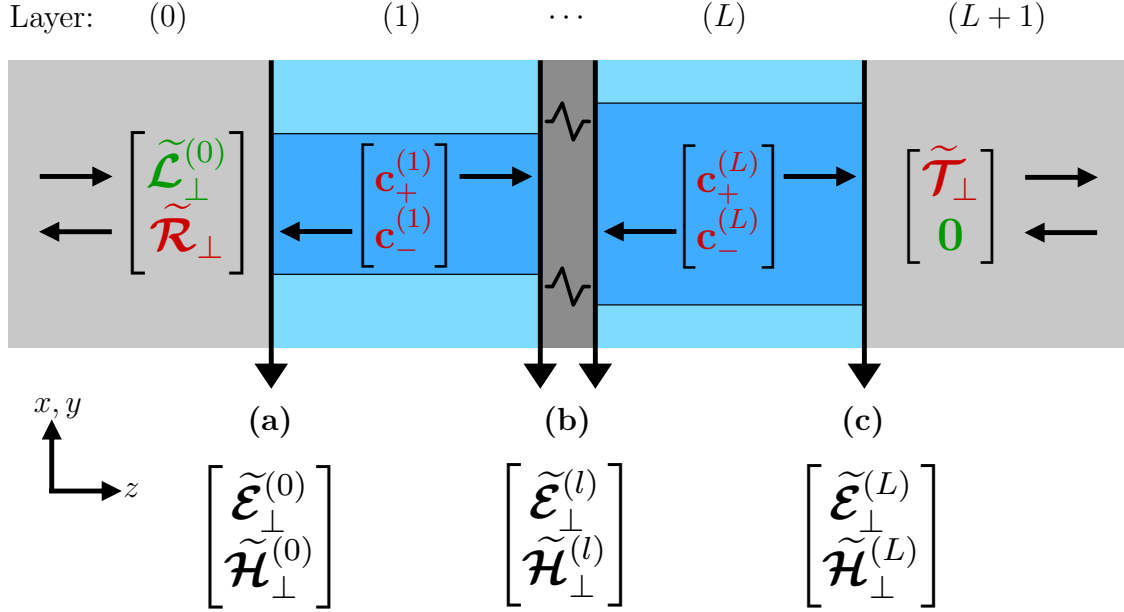 Layer: (0) (1) ⋯ (L) (L + 1)
[ℒ̃⊥^(0) ℛ̃⊥] [c₊^(1) c₋^(1)] [c₊^(L) c₋^(L)] [𝒯̃⊥ 0]
x, y
z
(a) (b) (c)
[ℰ̃⊥^(0) ℋ̃⊥^(0)] [ℰ̃⊥^(l) ℋ̃⊥^(l)] [ℰ̃⊥^(L) ℋ̃⊥^(L)]